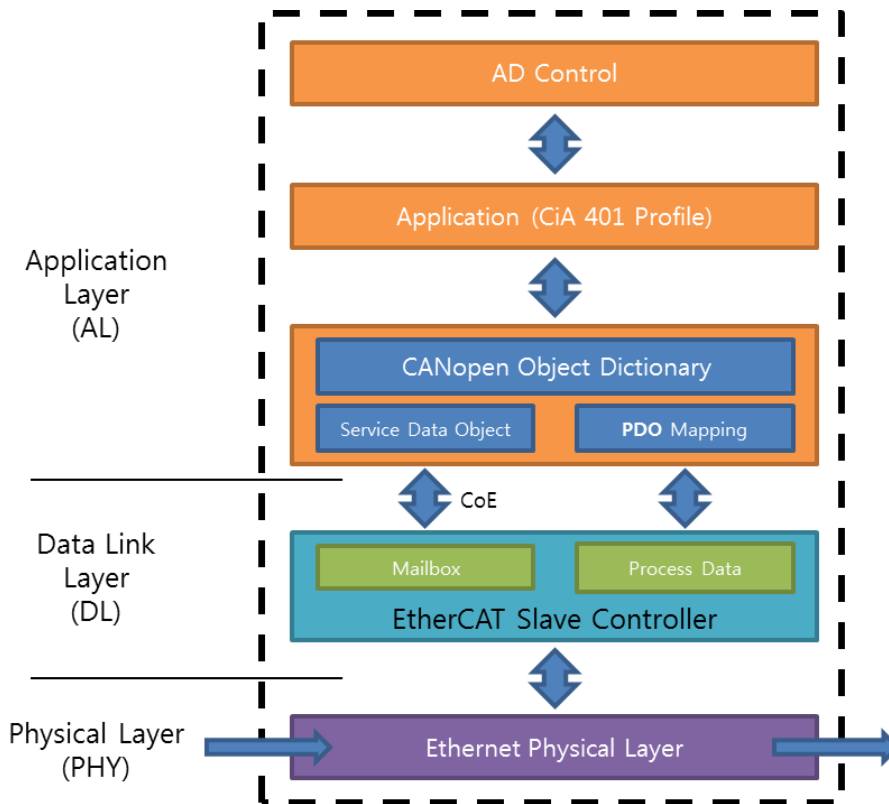 AD Control
Application (CiA 401 Profile)
Application
Layer
(AL)
CANopen Object Dictionary
Service Data Object
PDO Mapping
CoE
Data Link
Layer
(DL)
Mailbox
Process Data
EtherCAT Slave Controller
Physical Layer
(PHY)
Ethernet Physical Layer